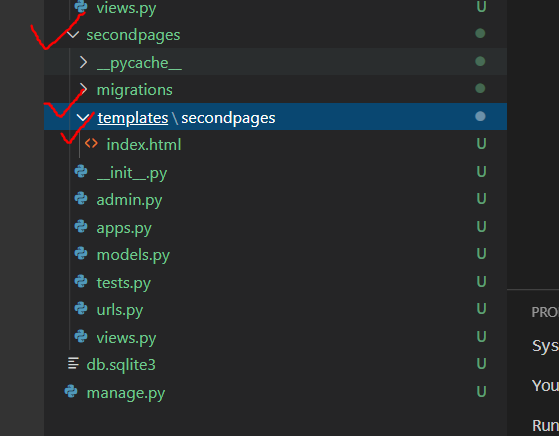 views.py U
secondpages
__pycache__
migrations
templates \ secondpages
index.html U
__init__.py U
admin.py U
apps.py U
models.py U
tests.py U
urls.py U
views.py U
db.sqlite3 U
manage.py U
PRO
Sys
You
Run